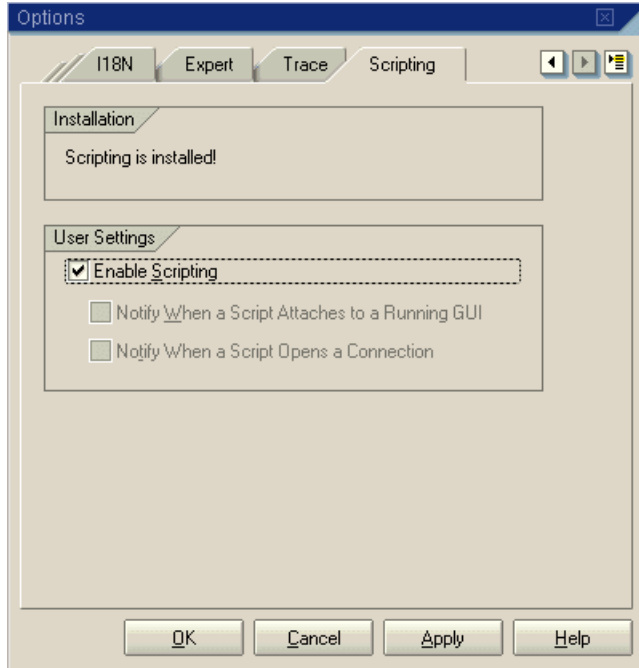 Options
I18N Expert Trace Scripting
Installation
Scripting is installed!
User Settings
Enable Scripting
Notify When a Script Attaches to a Running GUI
Notify When a Script Opens a Connection
OK Cancel Apply Help